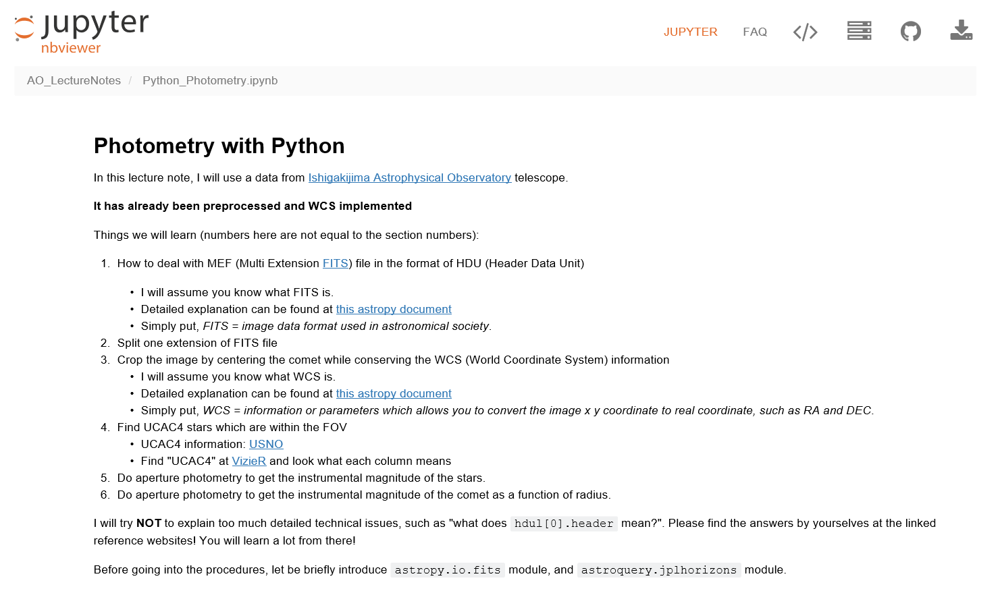 jupyter
nbviewer
JUPYTER FAQ
AO_LectureNotes / Python_Photometry.ipynb
Photometry with Python
In this lecture note, I will use a data from Ishigakijima Astrophysical Observatory telescope.
It has already been preprocessed and WCS implemented
Things we will learn (numbers here are not equal to the section numbers):
1. How to deal with MEF (Multi Extension FITS) file in the format of HDU (Header Data Unit)
• I will assume you know what FITS is.
• Detailed explanation can be found at this astropy document
• Simply put, FITS = image data format used in astronomical society.
2. Split one extension of FITS file
3. Crop the image by centering the comet while conserving the WCS (World Coordinate System) information
• I will assume you know what WCS is.
• Detailed explanation can be found at this astropy document
• Simply put, WCS = information or parameters which allows you to convert the image x y coordinate to real coordinate, such as RA and DEC.
4. Find UCAC4 stars which are within the FOV
• UCAC4 information: USNO
• Find "UCAC4" at VizieR and look what each column means
5. Do aperture photometry to get the instrumental magnitude of the stars.
6. Do aperture photometry to get the instrumental magnitude of the comet as a function of radius.
I will try NOT to explain too much detailed technical issues, such as "what does hdul[0].header mean?". Please find the answers by yourselves at the linked
reference websites! You will learn a lot from there!
Before going into the procedures, let be briefly introduce astropy.io.fits module, and astroquery.jplhorizons module.